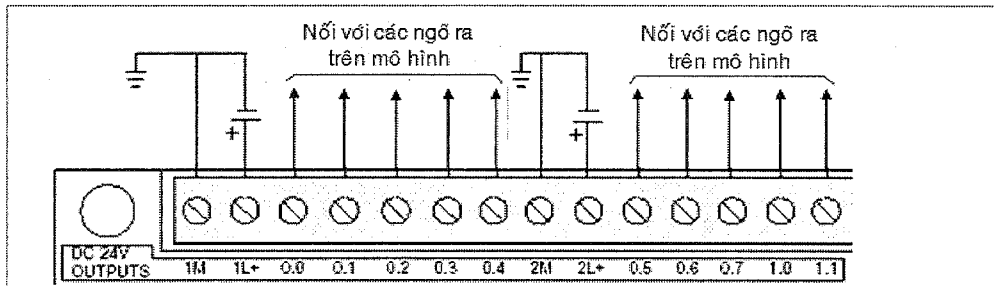 Nối với các ngõ ra
trên mô hình
Nối với các ngõ ra
trên mô hình
+
+
DC 24V
OUTPUTS
1M 1L+ 0.0 0.1 0.2 0.3 0.4 2M 2L+ 0.5 0.6 0.7 1.0 1.1